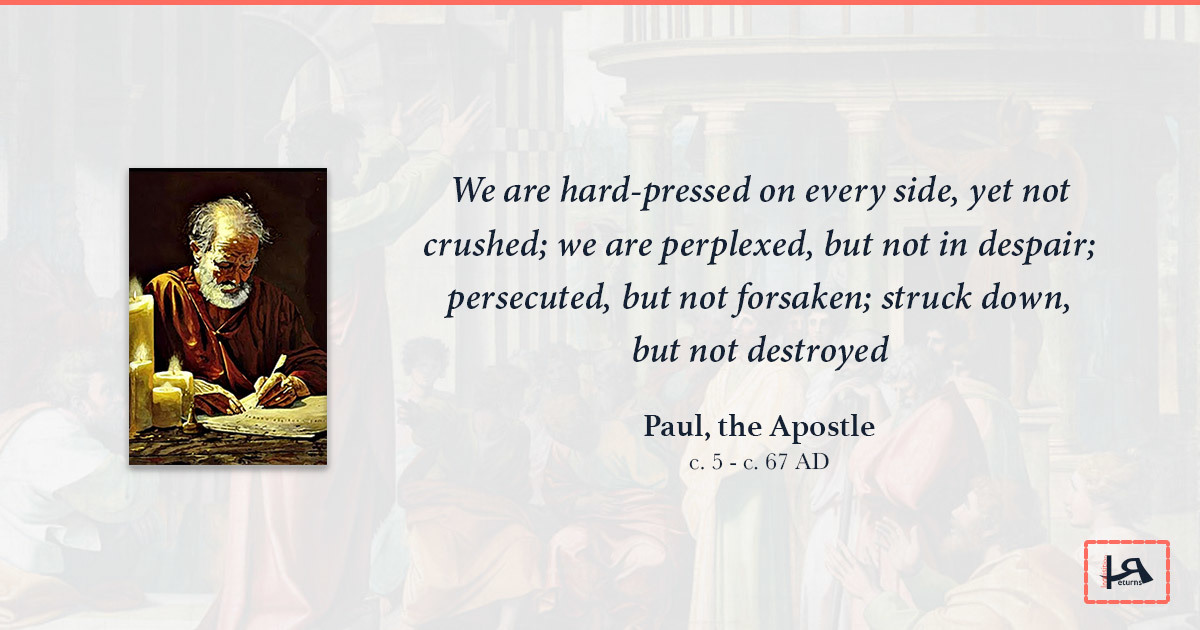 We are hard-pressed on every side, yet not
crushed; we are perplexed, but not in despair;
persecuted, but not forsaken; struck down,
but not destroyed
Paul, the Apostle
c. 5 - c. 67 AD
eturns